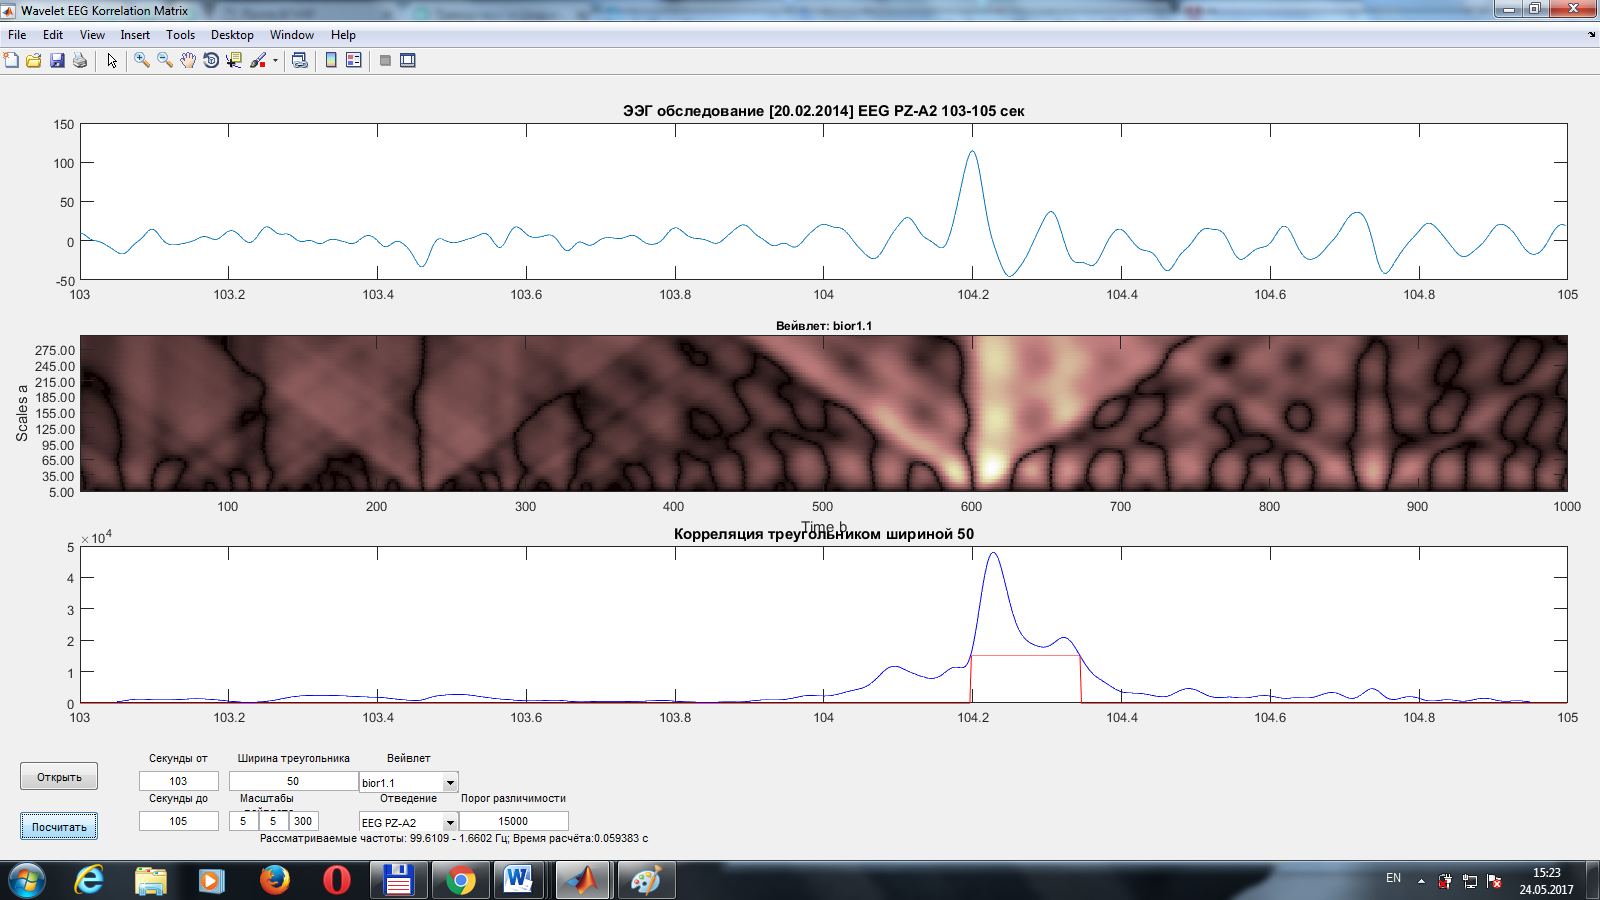 Wavelet EEG Korrelation Matrix
File Edit View Insert Tools Desktop Window Help
ЭЭГ обследование [20.02.2014] EEG PZ-A2 103-105 сек
150
100
50
0
-50
103 103.2 103.4 103.6 103.8 104 104.2 104.4 104.6 104.8 105
Вейвлет: bior1.1
Scales a
275.00
245.00
215.00
185.00
155.00
125.00
95.00
65.00
35.00
5.00
100 200 300 400 500 600 700 800 900 1000
Time b
Корреляция треугольником шириной 50
×10^4
5
4
3
2
1
0
103 103.2 103.4 103.6 103.8 104 104.2 104.4 104.6 104.8 105
Открыть
Посчитать
Секунды от Ширина треугольника Вейвлет
103 50 bior1.1
Секунды до Масштабы Отведение Порог различимости
105 5 5 300 EEG PZ-A2 15000
Рассматриваемые частоты: 99.6109 - 1.6602 Гц; Время расчёта:0.059383 с
EN
15:23
24.05.2017